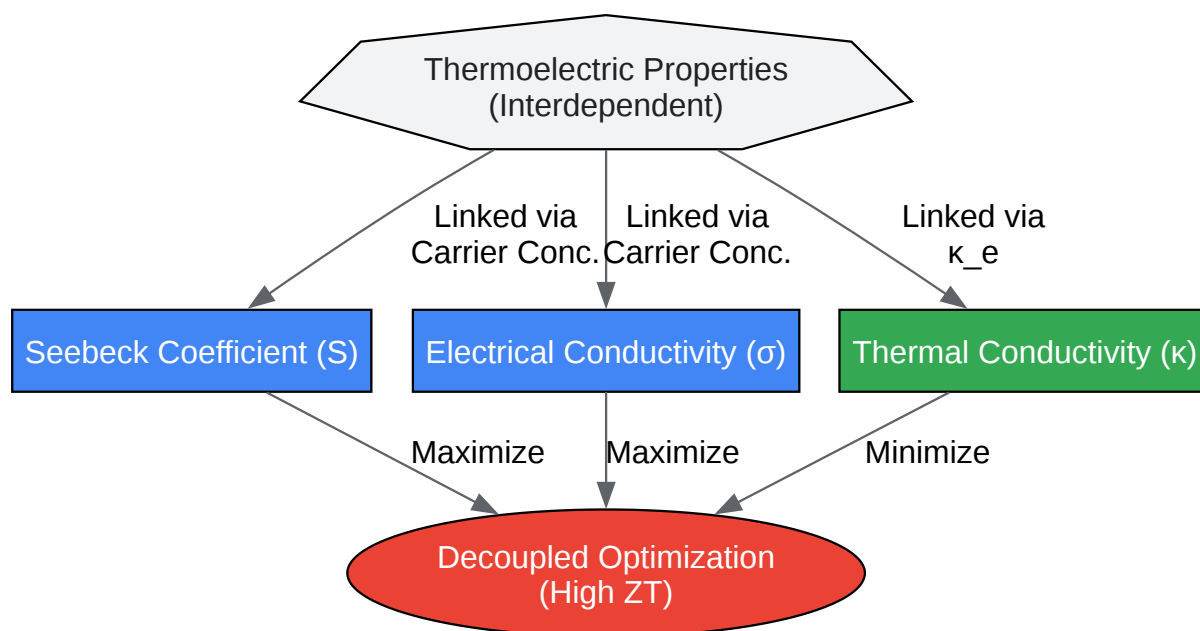 Thermoelectric Properties
(Interdependent)
Linked via
Carrier Conc.
Linked via
Carrier Conc.
Linked via
κ_e
Seebeck Coefficient (S)
Electrical Conductivity (σ)
Thermal Conductivity (κ)
Maximize
Maximize
Minimize
Decoupled Optimization
(High ZT)